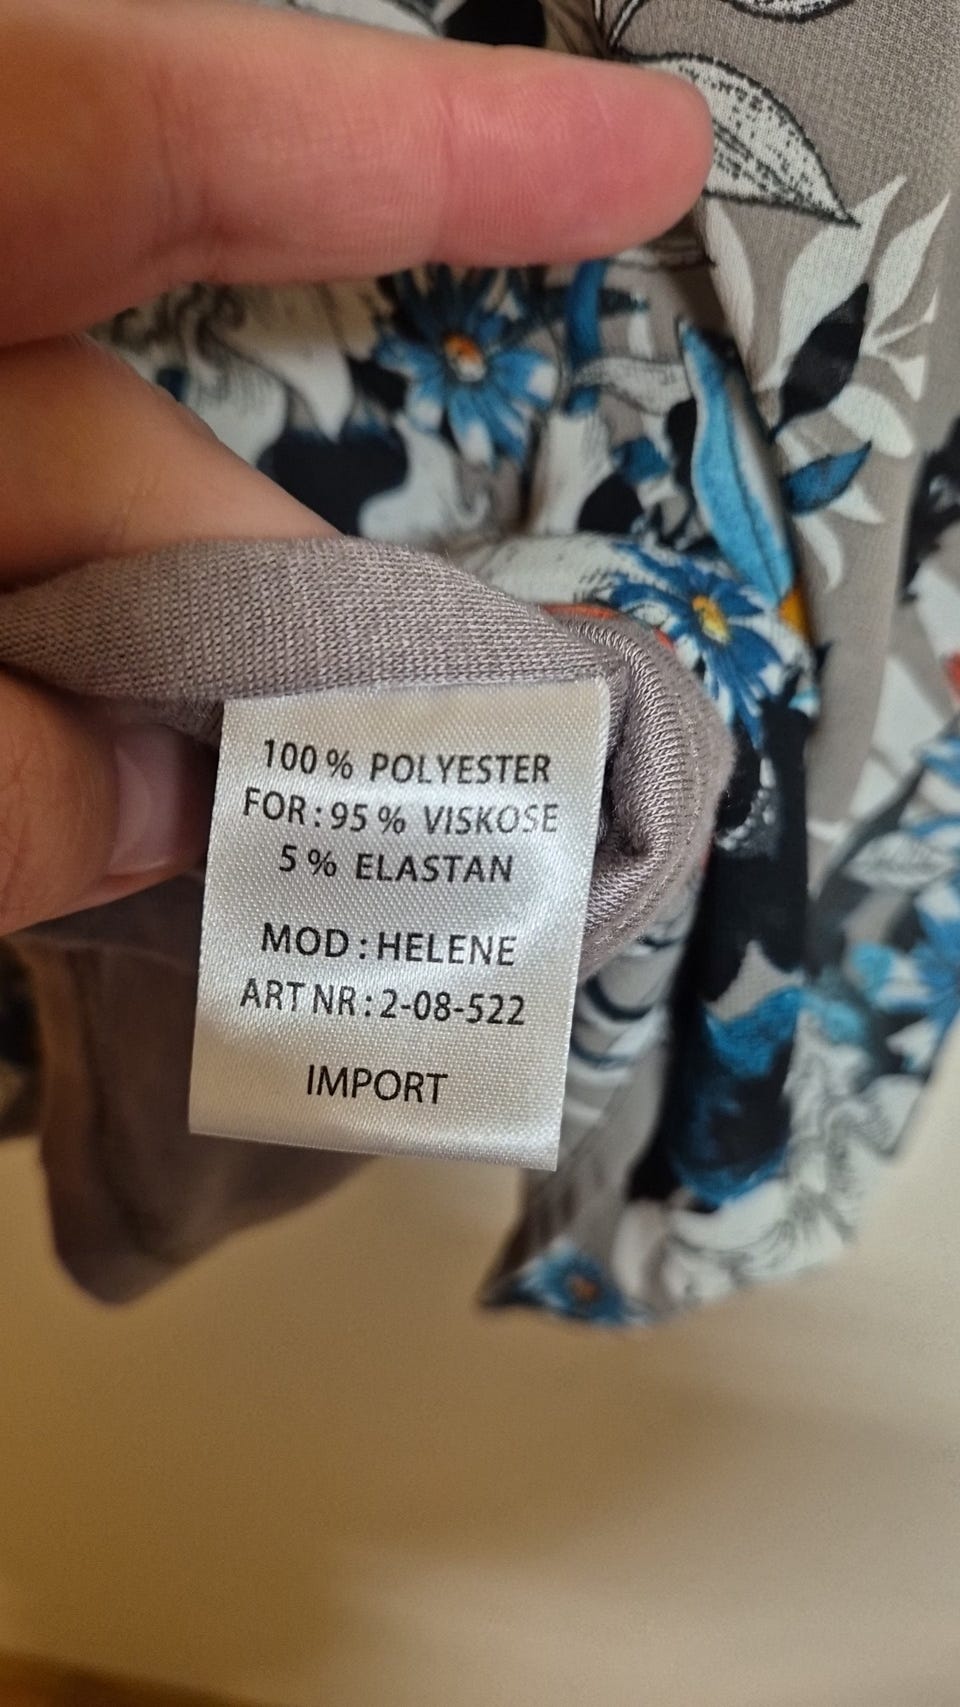 100 % POLYESTER
FOR : 95 % VISKOSE
5 % ELASTAN
MOD : HELENE
ART NR : 2-08-522
IMPORT